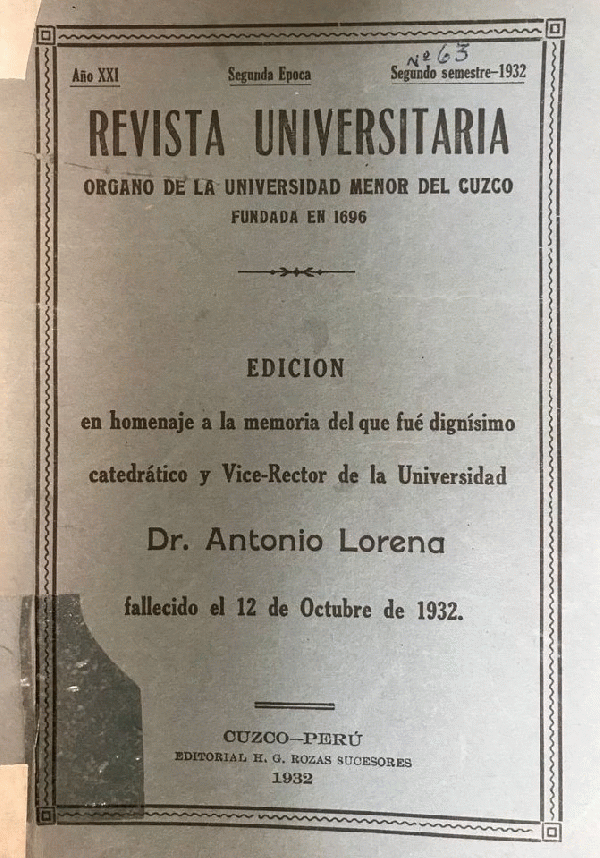 Nº 63
Año XXI Segunda Epoca Segundo semestre-1932
REVISTA UNIVERSITARIA
ORGANO DE LA UNIVERSIDAD MENOR DEL CUZCO
FUNDADA EN 1696
EDICION
en homenaje a la memoria del que fué dignísimo
catedrático y Vice-Rector de la Universidad
Dr. Antonio Lorena
fallecido el 12 de Octubre de 1932.
CUZCO—PERÚ
EDITORIAL H. G. ROZAS SUCESORES
1932